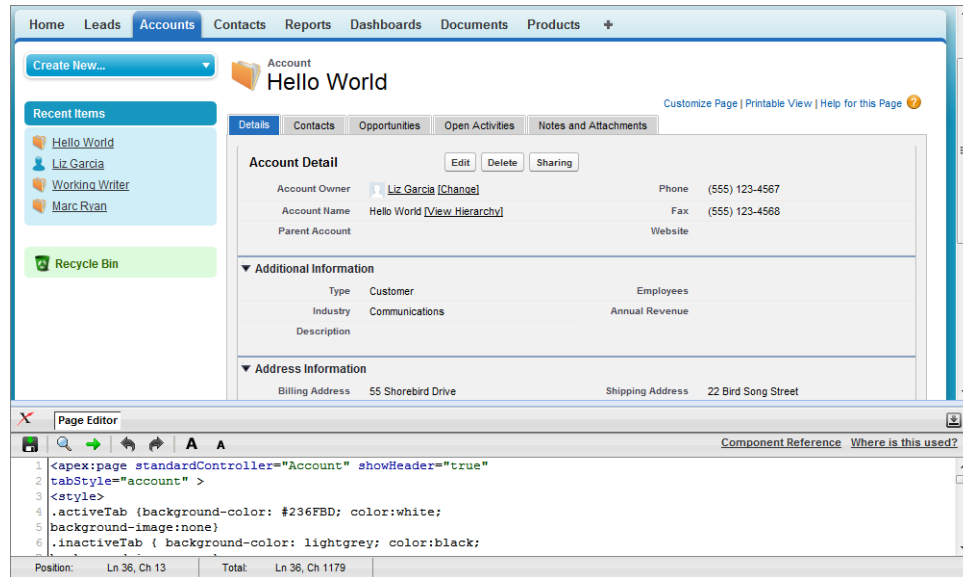 Home Leads Accounts Contacts Reports Dashboards Documents Products +
Create New...
Account
Hello World
Customize Page | Printable View | Help for this Page ?
Recent Items
Hello World
Liz Garcia
Working Writer
Marc Ryan
Recycle Bin
Details Contacts Opportunities Open Activities Notes and Attachments
Account Detail Edit Delete Sharing
Account Owner Liz Garcia [Change] Phone (555) 123-4567
Account Name Hello World [View Hierarchy] Fax (555) 123-4568
Parent Account Website
Additional Information
Type Customer Employees
Industry Communications Annual Revenue
Description
Address Information
Billing Address 55 Shorebird Drive Shipping Address 22 Bird Song Street
Page Editor
A A Component Reference Where is this used?
1 <apex:page standardController="Account" showHeader="true"
2 tabStyle="account" >
3 <style>
4 .activeTab {background-color: #236FBD; color:white;
5 background-image:none}
6 .inactiveTab { background-color: lightgrey; color:black;
Position: Ln 36, Ch 13 Total: Ln 36, Ch 1179